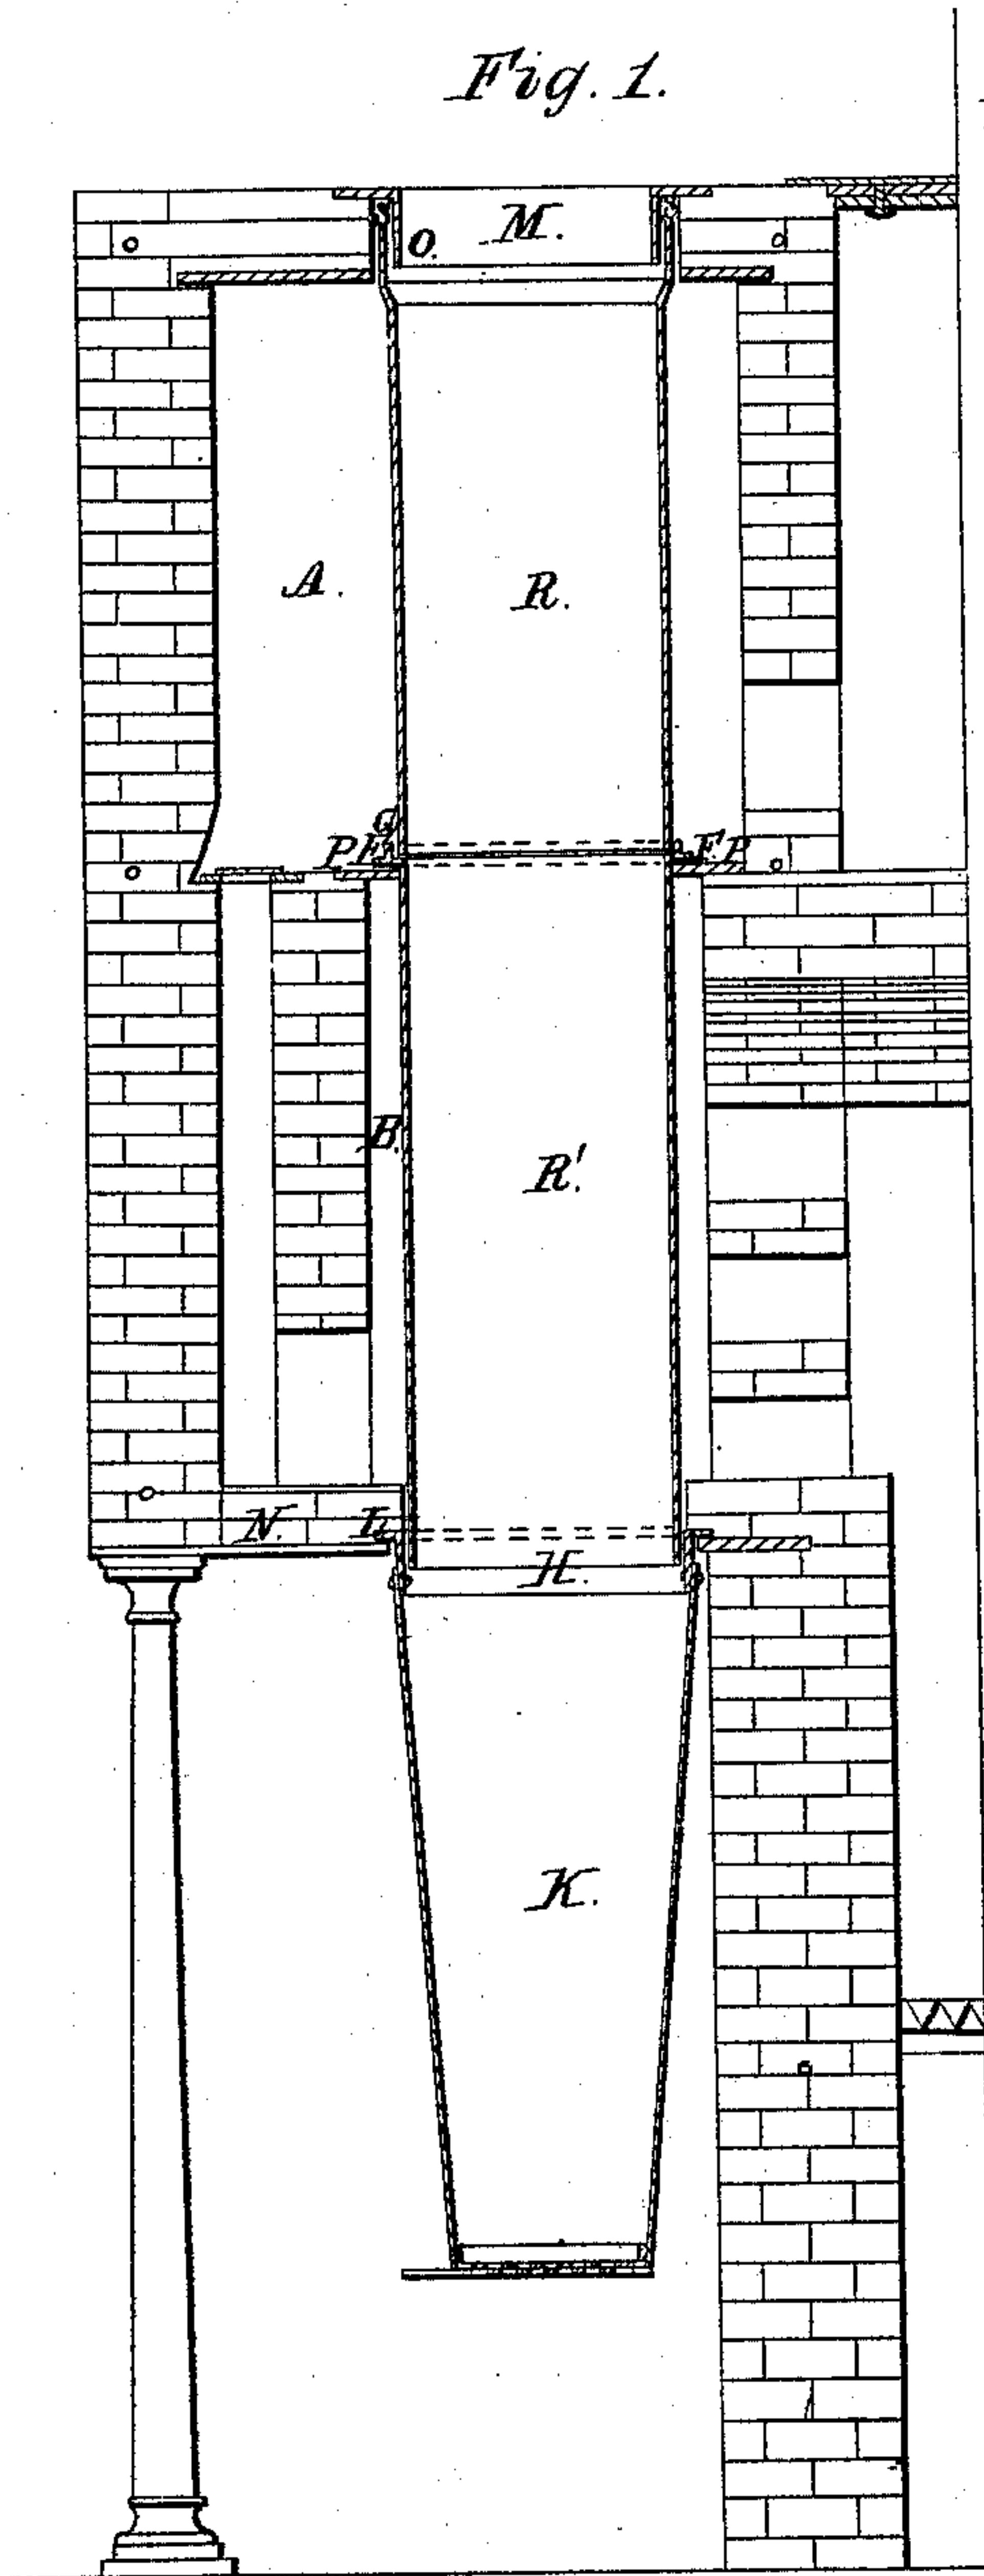 Fig. 1.
M.
O.
A.
R.
G
P F F P
B.
R'.
N. L
H.
K.